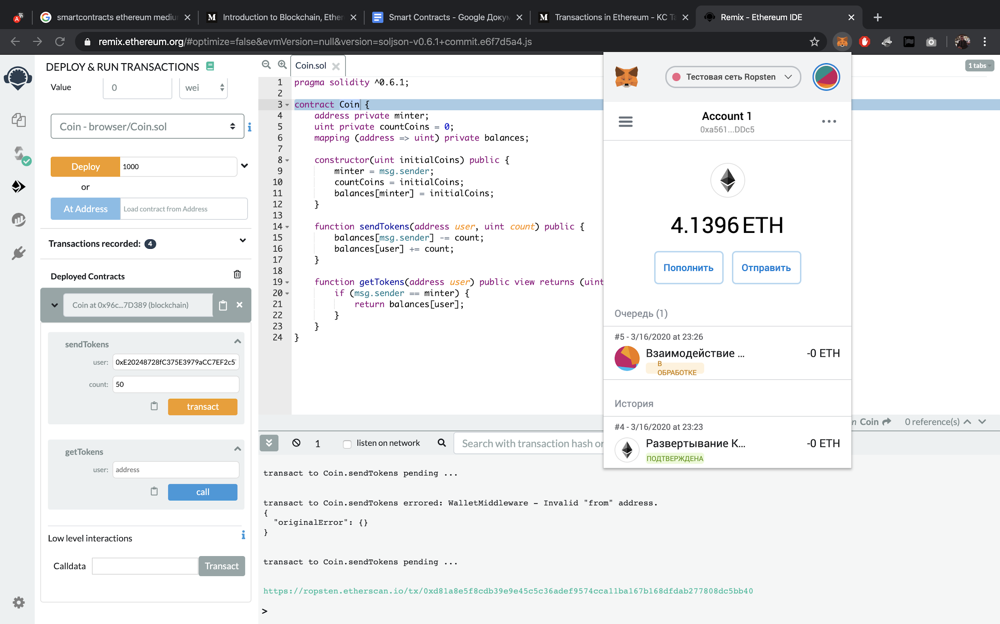 smartcontracts ethereum mediu
Introduction to Blockchain, Ether
Smart Contracts - Google Докум
Transactions in Ethereum - KC Ta
Remix - Ethereum IDE
remix.ethereum.org/#optimize=false&evmVersion=null&version=soljson-v0.6.1+commit.e6f7d5a4.js
DEPLOY & RUN TRANSACTIONS
Value
0
wei
Coin - browser/Coin.sol
i
Deploy
1000
or
At Address
Load contract from Address
Transactions recorded: 4
Deployed Contracts
Coin at 0x96c...7D389 (blockchain)
sendTokens
user:
0xE20248728fC375E3979aCC7EF2c5
count:
50
transact
getTokens
user:
address
call
Low level interactions
i
Calldata
Transact
Coin.sol
1 tabs
1 pragma solidity ^0.6.1;
2
3 contract Coin {
4 address private minter;
5 uint private countCoins = 0;
6 mapping (address => uint) private balances;
7
8 constructor(uint initialCoins) public {
9 minter = msg.sender;
10 countCoins = initialCoins;
11 balances[minter] = initialCoins;
12 }
13
14 function sendTokens(address user, uint count) public {
15 balances[msg.sender] -= count;
16 balances[user] += count;
17 }
18
19 function getTokens(address user) public view returns (uint
20 if (msg.sender == minter) {
21 return balances[user];
22 }
23 }
24 }
n Coin
0 reference(s)
1
listen on network
Search with transaction hash or
transact to Coin.sendTokens pending ...
transact to Coin.sendTokens errored: WalletMiddleware - Invalid "from" address.
{
"originalError": {}
}
transact to Coin.sendTokens pending ...
https://ropsten.etherscan.io/tx/0xd81a8e5f8cdb39e9e45c5c36adef9574cca11ba167b168dfdab277808dc5bb40
>
Тестовая сеть Ropsten
Account 1
0xa561...DDc5
4.1396 ETH
Пополнить
Отправить
Очередь (1)
#5 - 3/16/2020 at 23:26
Взаимодействие ...
-0 ETH
В
ОБРАБОТКЕ
История
#4 - 3/16/2020 at 23:23
Развертывание К...
-0 ETH
ПОДТВЕРЖДЕНА